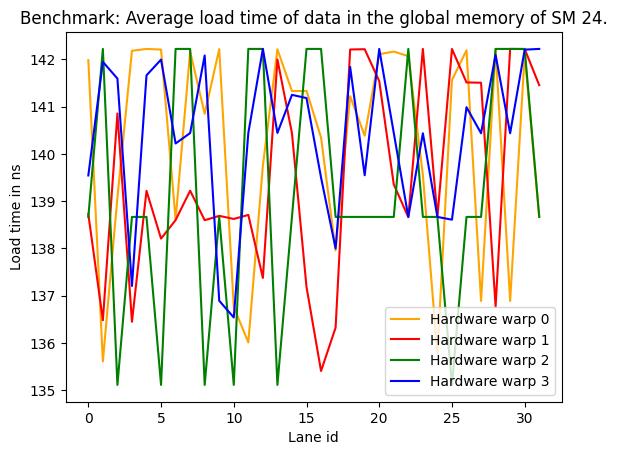 Benchmark: Average load time of data in the global memory of SM 24.
142
141
140
139
138
137
136
135
Load time in ns
0 5 10 15 20 25 30
Lane id
Hardware warp 0
Hardware warp 1
Hardware warp 2
Hardware warp 3